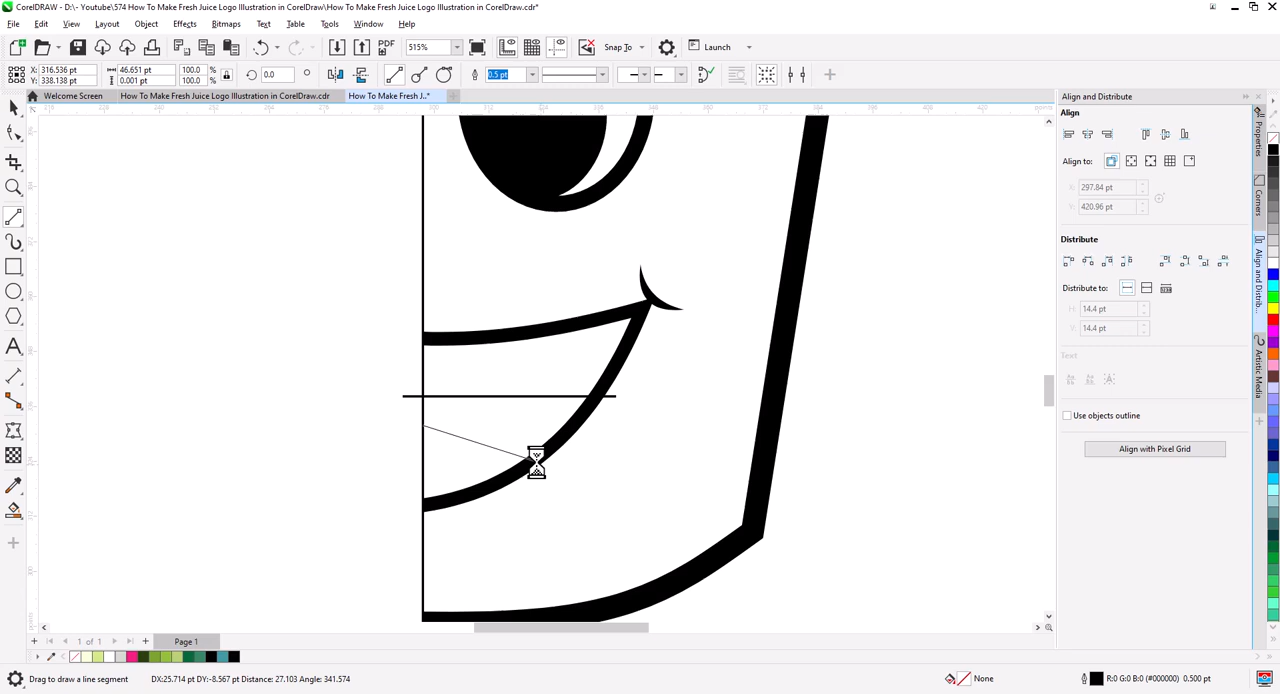 CorelDRAW - D:\- Youtube\574 How To Make Fresh Juice Logo Illustration in CorelDraw\How To Make Fresh Juice Logo Illustration in CorelDraw.cdr*
File Edit View Layout Object Effects Bitmaps Text Table Tools Window Help
PDF 515% Snap To Launch
X: 316.536 pt 46.651 pt 100.0 %
Y: 338.138 pt 0.001 pt 100.0 %
0.0 0.5 pt
Welcome Screen How To Make Fresh Juice Logo Illustration in CorelDraw.cdr How To Make Fresh J..*
Align and Distribute
Align
Align to:
X: 297.84 pt
Y: 420.96 pt
Distribute
Distribute to:
H: 14.4 pt
V: 14.4 pt
Text
Use objects outline
Align with Pixel Grid
Properties
Corners
Align and Distrib...
Artistic Media
1 of 1 Page 1
Drag to draw a line segment DX:25.714 pt DY:-8.567 pt Distance: 27.103 Angle: 341.574 None R:0 G:0 B:0 (#000000) 0.500 pt